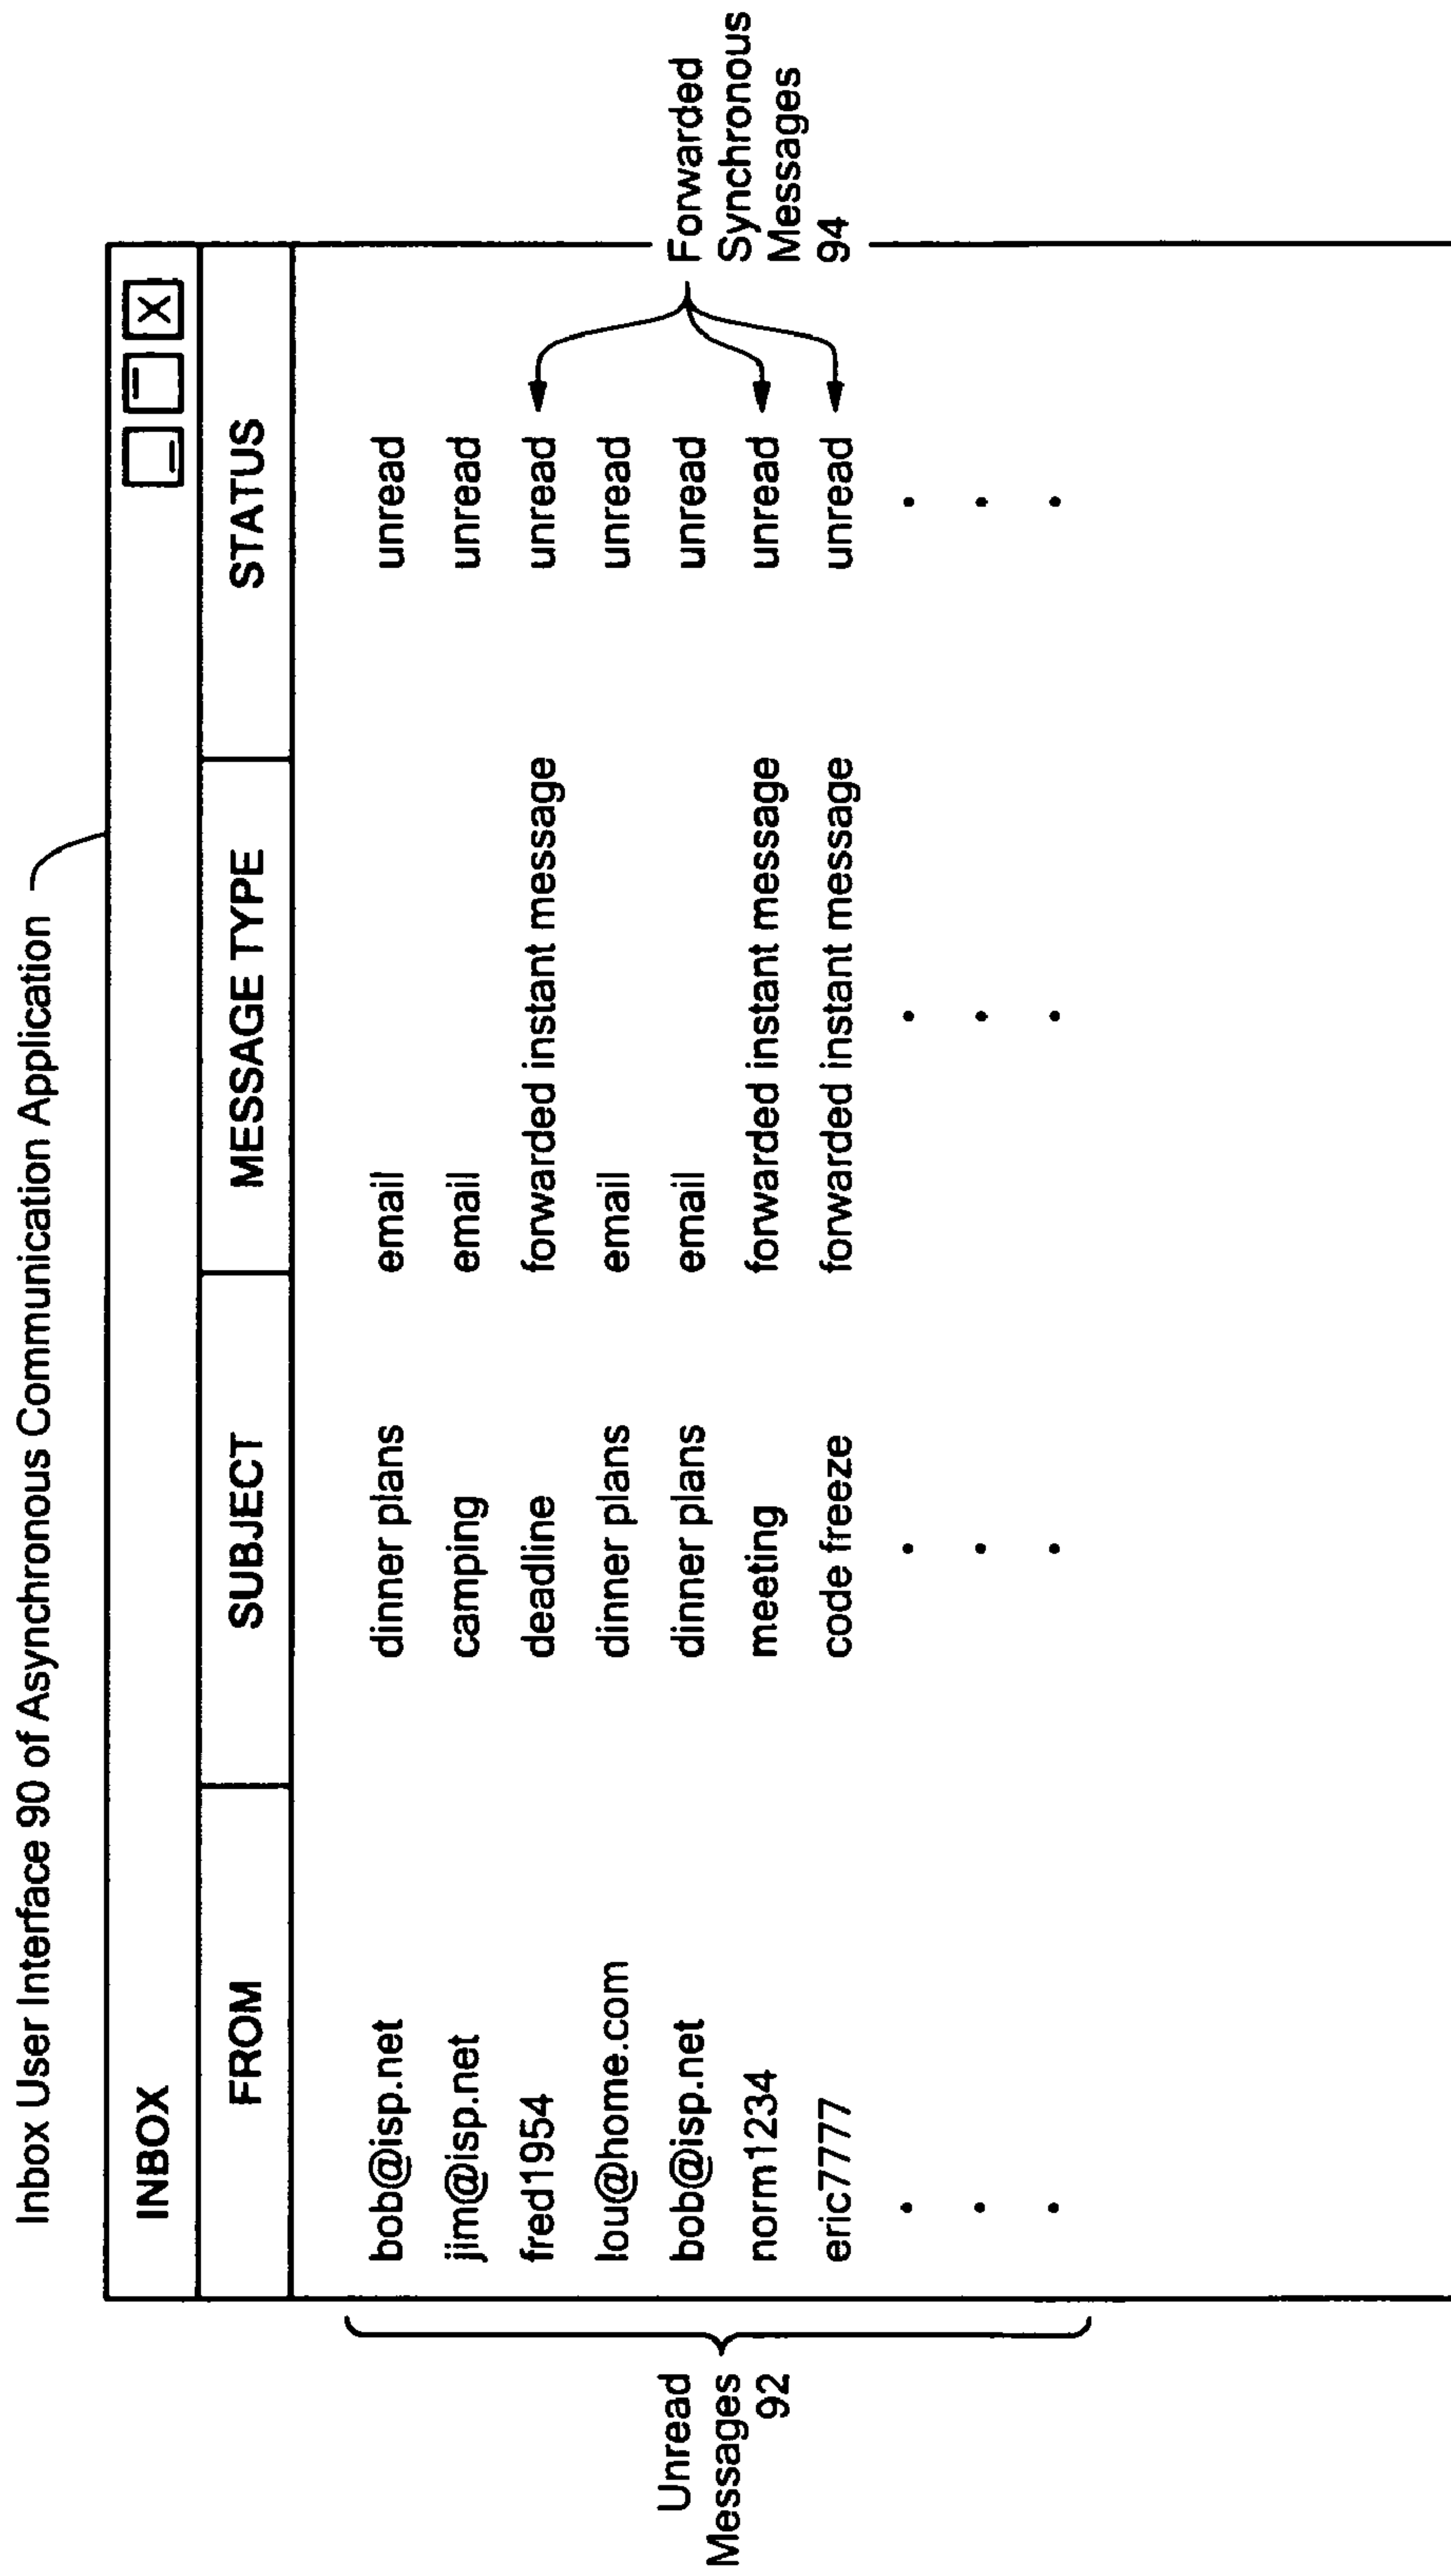 Inbox User Interface 90 of Asynchronous Communication Application
INBOX X
FROM SUBJECT MESSAGE TYPE STATUS
bob@isp.net dinner plans email unread
jim@isp.net camping email unread
fred1954 deadline forwarded instant message unread
lou@home.com dinner plans email unread
bob@isp.net dinner plans email unread
norm1234 meeting forwarded instant message unread
eric7777 code freeze forwarded instant message unread
Unread
Messages
92
Forwarded
Synchronous
Messages
94